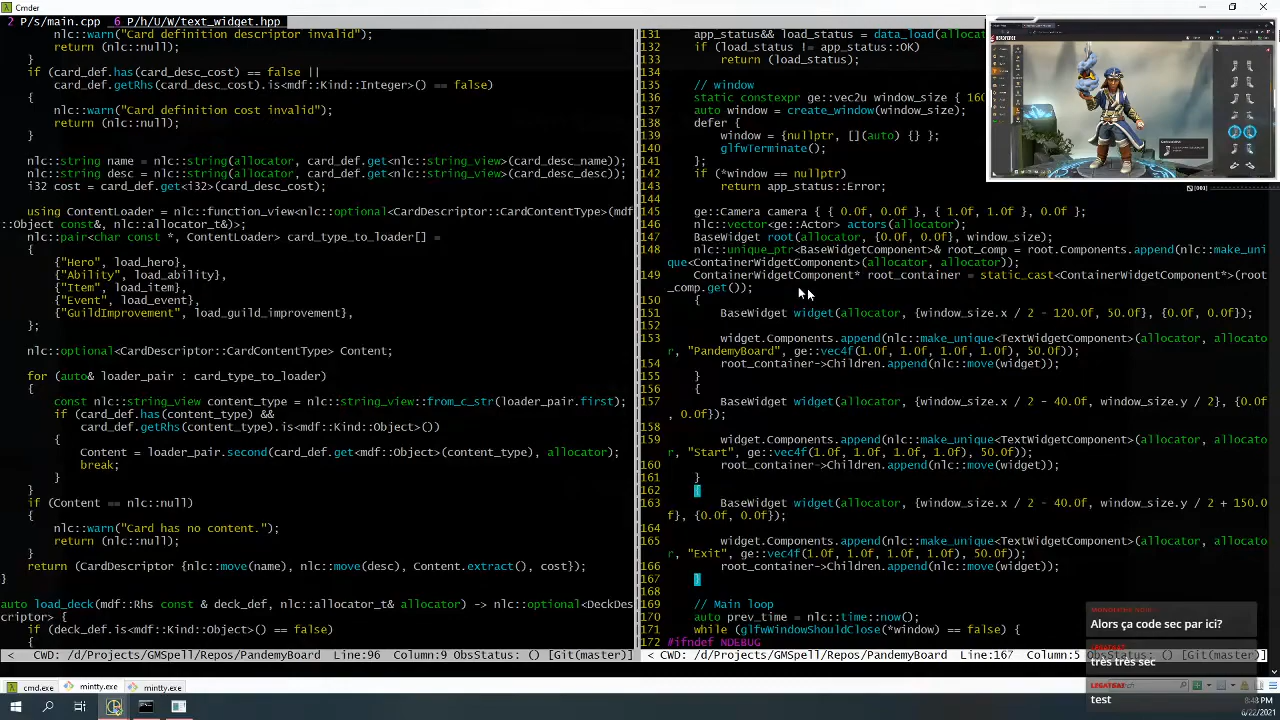 Cmder
2 P/s/main.cpp  6 P/h/U/W/text_widget.hpp
nlc::warn("Card definition descriptor invalid");
return (nlc::null);
}
if (card_def.has(card_desc_cost) == false ||
card_def.getRhs(card_desc_cost).is<mdf::Kind::Integer>() == false)
{
nlc::warn("Card definition cost invalid");
return (nlc::null);
}
nlc::string name = nlc::string(allocator, card_def.get<nlc::string_view>(card_desc_name));
nlc::string desc = nlc::string(allocator, card_def.get<nlc::string_view>(card_desc_desc));
i32 cost = card_def.get<i32>(card_desc_cost);
using ContentLoader = nlc::function_view<nlc::optional<CardDescriptor::CardContentType>(mdf
::Object const&, nlc::allocator_t&)>;
nlc::pair<char const *, ContentLoader> card_type_to_loader[] =
{
{"Hero", load_hero},
{"Ability", load_ability},
{"Item", load_item},
{"Event", load_event},
{"GuildImprovement", load_guild_improvement},
};
nlc::optional<CardDescriptor::CardContentType> Content;
for (auto& loader_pair : card_type_to_loader)
{
const nlc::string_view content_type = nlc::string_view::from_c_str(loader_pair.first);
if (card_def.has(content_type) &&
card_def.getRhs(content_type).is<mdf::Kind::Object>())
{
Content = loader_pair.second(card_def.get<mdf::Object>(content_type), allocator);
break;
}
}
if (Content == nlc::null)
{
nlc::warn("Card has no content.");
return (nlc::null);
}
return (CardDescriptor {nlc::move(name), nlc::move(desc), Content.extract(), cost});
}
auto load_deck(mdf::Rhs const & deck_def, nlc::allocator_t& allocator) -> nlc::optional<DeckDes
criptor> {
if (deck_def.is<mdf::Kind::Object>() == false)
{
< CWD: /d/Projects/GMSpell/Repos/PandemyBoard  Line:96  Column:9 ObsStatus: () [Git(master)]
131 app_status&& load_status = data_load(allocat
132 if (load_status != app_status::OK)
133 return (load_status);
134
135 // window
136 static constexpr ge::vec2u window_size { 160
137 auto window = create_window(window_size);
138 defer {
139 window = {nullptr, [](auto) {} };
140 glfwTerminate();
141 };
142 if (*window == nullptr)
143 return app_status::Error;
144
145 ge::Camera camera { { 0.0f, 0.0f }, { 1.0f, 1.0f }, 0.0f };
146 nlc::vector<ge::Actor> actors(allocator);
147 BaseWidget root(allocator, {0.0f, 0.0f}, window_size);
148 nlc::unique_ptr<BaseWidgetComponent>& root_comp = root.Components.append(nlc::make_uni
que<ContainerWidgetComponent>(allocator, allocator));
149 ContainerWidgetComponent* root_container = static_cast<ContainerWidgetComponent*>(root
_comp.get());
150 {
151 BaseWidget widget(allocator, {window_size.x / 2 - 120.0f, 50.0f}, {0.0f, 0.0f});
152
153 widget.Components.append(nlc::make_unique<TextWidgetComponent>(allocator, allocato
r, "PandemyBoard", ge::vec4f(1.0f, 1.0f, 1.0f, 1.0f), 50.0f));
154 root_container->Children.append(nlc::move(widget));
155 }
156 {
157 BaseWidget widget(allocator, {window_size.x / 2 - 40.0f, window_size.y / 2}, {0.0f
, 0.0f});
158
159 widget.Components.append(nlc::make_unique<TextWidgetComponent>(allocator, allocato
r, "Start", ge::vec4f(1.0f, 1.0f, 1.0f, 1.0f), 50.0f));
160 root_container->Children.append(nlc::move(widget));
161 }
162 {
163 BaseWidget widget(allocator, {window_size.x / 2 - 40.0f, window_size.y / 2 + 150.0
f}, {0.0f, 0.0f});
164
165 widget.Components.append(nlc::make_unique<TextWidgetComponent>(allocator, allocato
r, "Exit", ge::vec4f(1.0f, 1.0f, 1.0f, 1.0f), 50.0f));
166 root_container->Children.append(nlc::move(widget));
167 }
168
169 // Main loop
170 auto prev_time = nlc::time::now();
171 while (glfwWindowShouldClose(*window) == false) {
172 #ifndef NDEBUG
< CWD: /d/Projects/GMSpell/Repos/PandemyBoard  Line:167  Column:5 ObsStatus: () [Git(master)]
Alors ça code sec par ici?
très très sec
test
cmd.exe
mintty.exe
mintty.exe
8:48 PM
6/22/2021